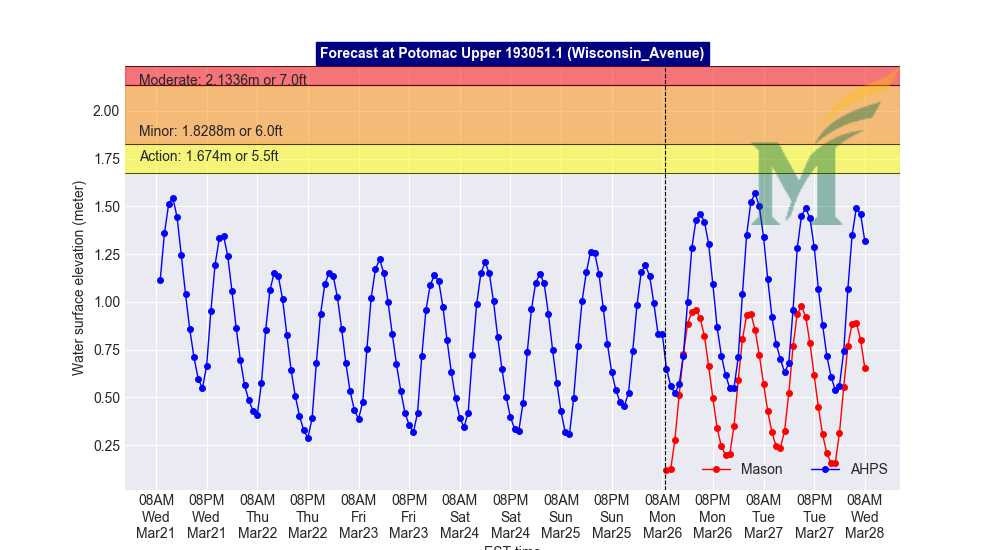 Forecast at Potomac Upper 193051.1 (Wisconsin_Avenue)
Moderate: 2.1336m or 7.0ft
Minor: 1.8288m or 6.0ft
Action: 1.674m or 5.5ft
Water surface elevation (meter)
2.00
1.75
1.50
1.25
1.00
0.75
0.50
0.25
M
Mason
AHPS
08AM 08PM 08AM 08PM 08AM 08PM 08AM 08PM 08AM 08PM 08AM 08PM 08AM 08PM 08AM
Wed Wed Thu Thu Fri Fri Sat Sat Sun Sun Mon Mon Tue Tue Wed
Mar21 Mar21 Mar22 Mar22 Mar23 Mar23 Mar24 Mar24 Mar25 Mar25 Mar26 Mar26 Mar27 Mar27 Mar28
EST time